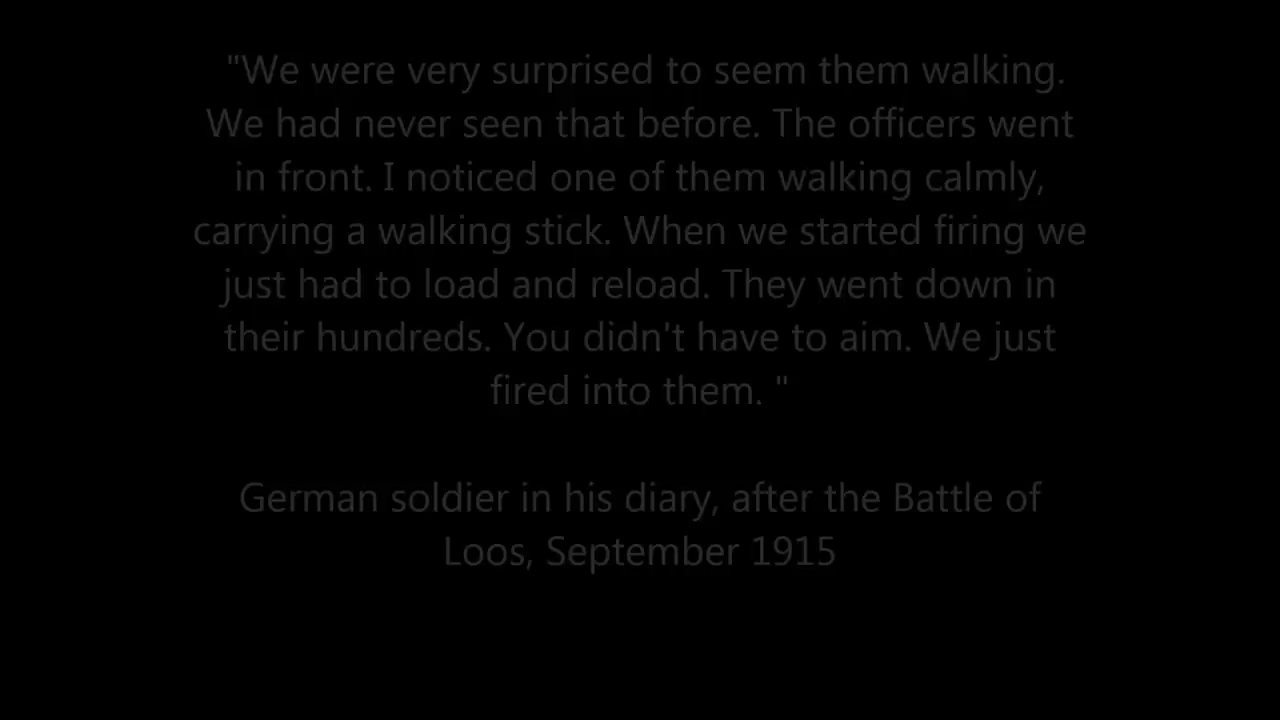 "We were very surprised to seem them walking.
We had never seen that before. The officers went
in front. I noticed one of them walking calmly,
carrying a walking stick. When we started firing we
just had to load and reload. They went down in
their hundreds. You didn't have to aim. We just
fired into them. "
German soldier in his diary, after the Battle of
Loos, September 1915